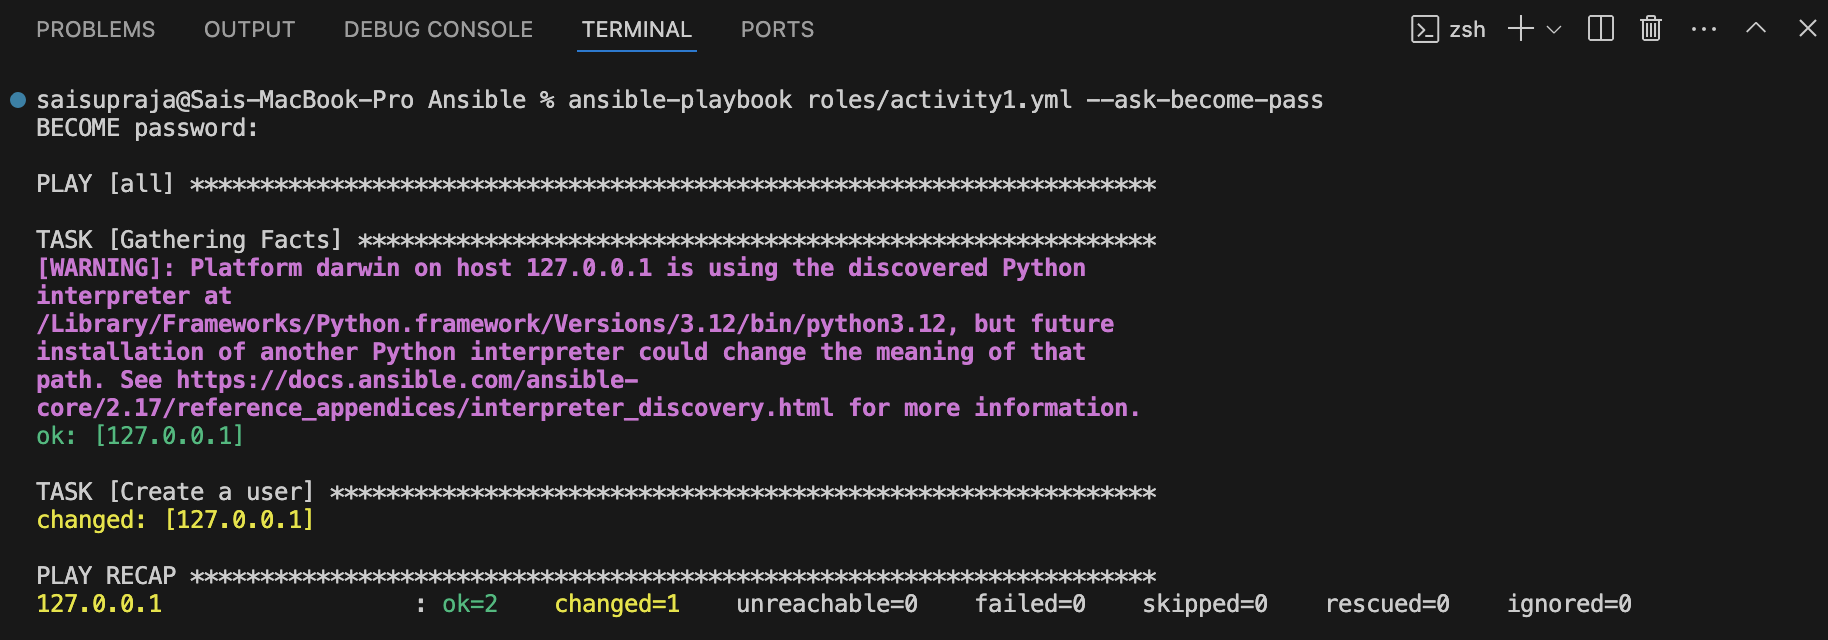 PROBLEMS OUTPUT DEBUG CONSOLE TERMINAL PORTS zsh
saisupraja@Sais-MacBook-Pro Ansible % ansible-playbook roles/activity1.yml --ask-become-pass
BECOME password:
PLAY [all] *********************************************************************
TASK [Gathering Facts] *********************************************************
[WARNING]: Platform darwin on host 127.0.0.1 is using the discovered Python
interpreter at
/Library/Frameworks/Python.framework/Versions/3.12/bin/python3.12, but future
installation of another Python interpreter could change the meaning of that
path. See https://docs.ansible.com/ansible-
core/2.17/reference_appendices/interpreter_discovery.html for more information.
ok: [127.0.0.1]
TASK [Create a user] ***********************************************************
changed: [127.0.0.1]
PLAY RECAP *********************************************************************
127.0.0.1 : ok=2 changed=1 unreachable=0 failed=0 skipped=0 rescued=0 ignored=0